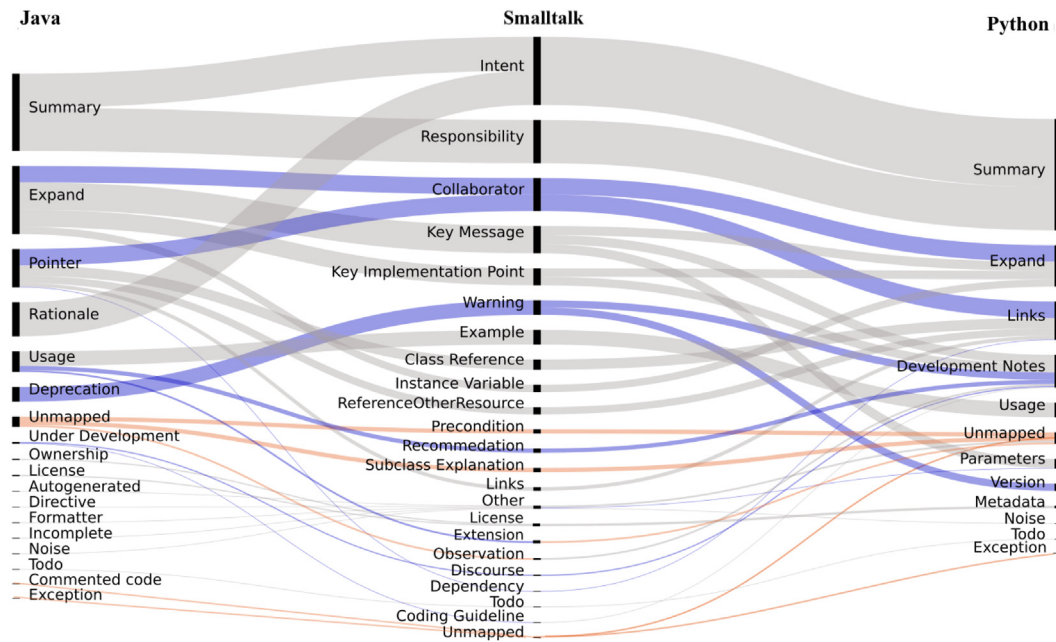 Java
Smalltalk
Python
Summary
Expand
Pointer
Rationale
Usage
Deprecation
Unmapped
Under Development
Ownership
License
Autogenerated
Directive
Formatter
Incomplete
Noise
Todo
Commented code
Exception
Intent
Responsibility
Collaborator
Key Message
Key Implementation Point
Warning
Example
Class Reference
Instance Variable
ReferenceOtherResource
Precondition
Recommedation
Subclass Explanation
Links
Other
License
Extension
Observation
Discourse
Dependency
Todo
Coding Guideline
Unmapped
Summary
Expand
Links
Development Notes
Usage
Unmapped
Parameters
Version
Metadata
Noise
Todo
Exception